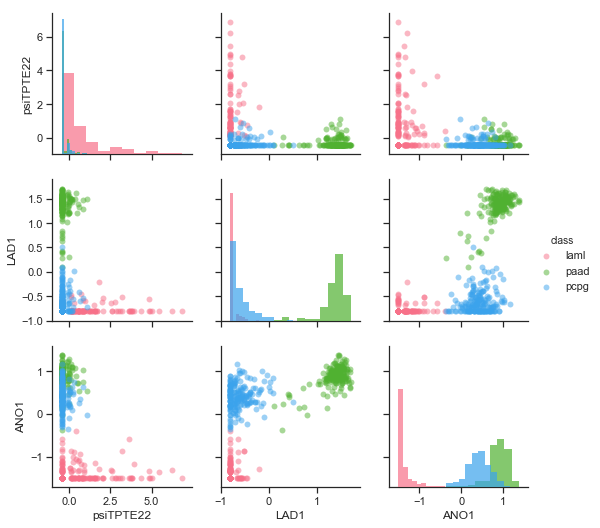 psiTPTE22
6
4
2
0
LAD1
1.5
1.0
0.5
0.0
−0.5
−1.0
class
laml
paad
pcpg
ANO1
1
0
−1
0.0 2.5 5.0
−1 0 1
−1 0 1
psiTPTE22 LAD1 ANO1